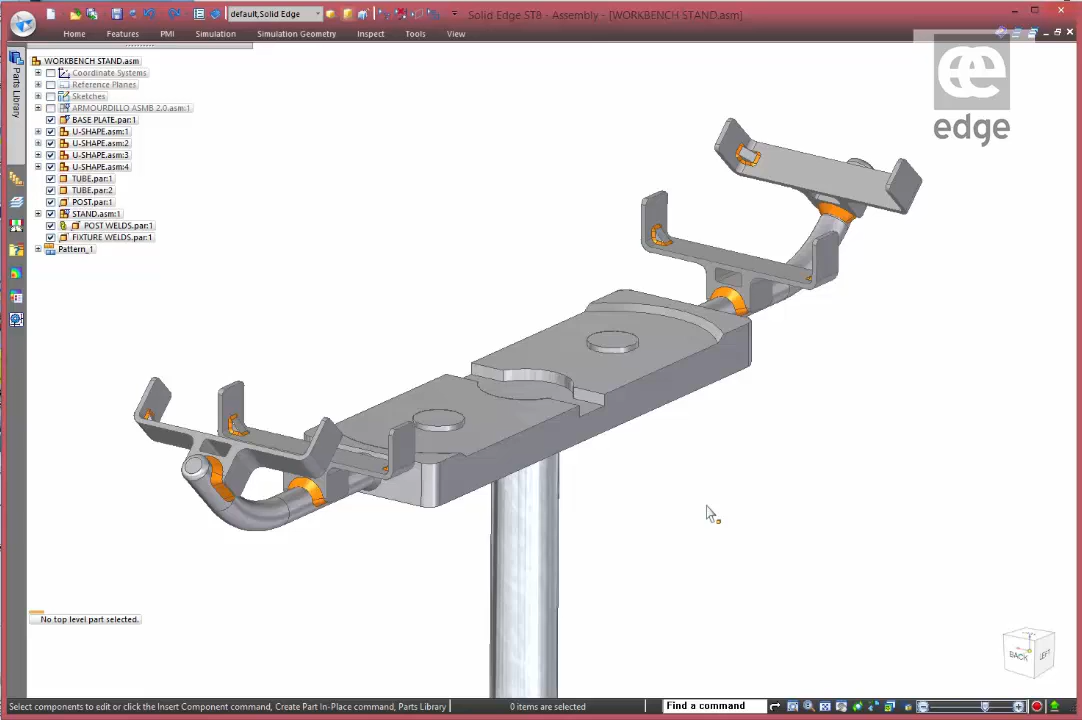 default,Solid Edge
Solid Edge ST8 - Assembly - [WORKBENCH STAND.asm]
Home Features PMI Simulation Simulation Geometry Inspect Tools View
edge
Parts Library
WORKBENCH STAND.asm
Coordinate Systems
Reference Planes
Sketches
ARMOURDILLO ASMB 2.0.asm:1
BASE PLATE.par:1
U-SHAPE.asm:1
U-SHAPE.asm:2
U-SHAPE.asm:3
U-SHAPE.asm:4
TUBE.par:1
TUBE.par:2
POST.par:1
STAND.asm:1
POST WELDS.par:1
FIXTURE WELDS.par:1
Pattern_1
No top level part selected.
BACK LEFT
Select components to edit or click the Insert Component command, Create Part In-Place command, Parts Library 0 items are selected Find a command